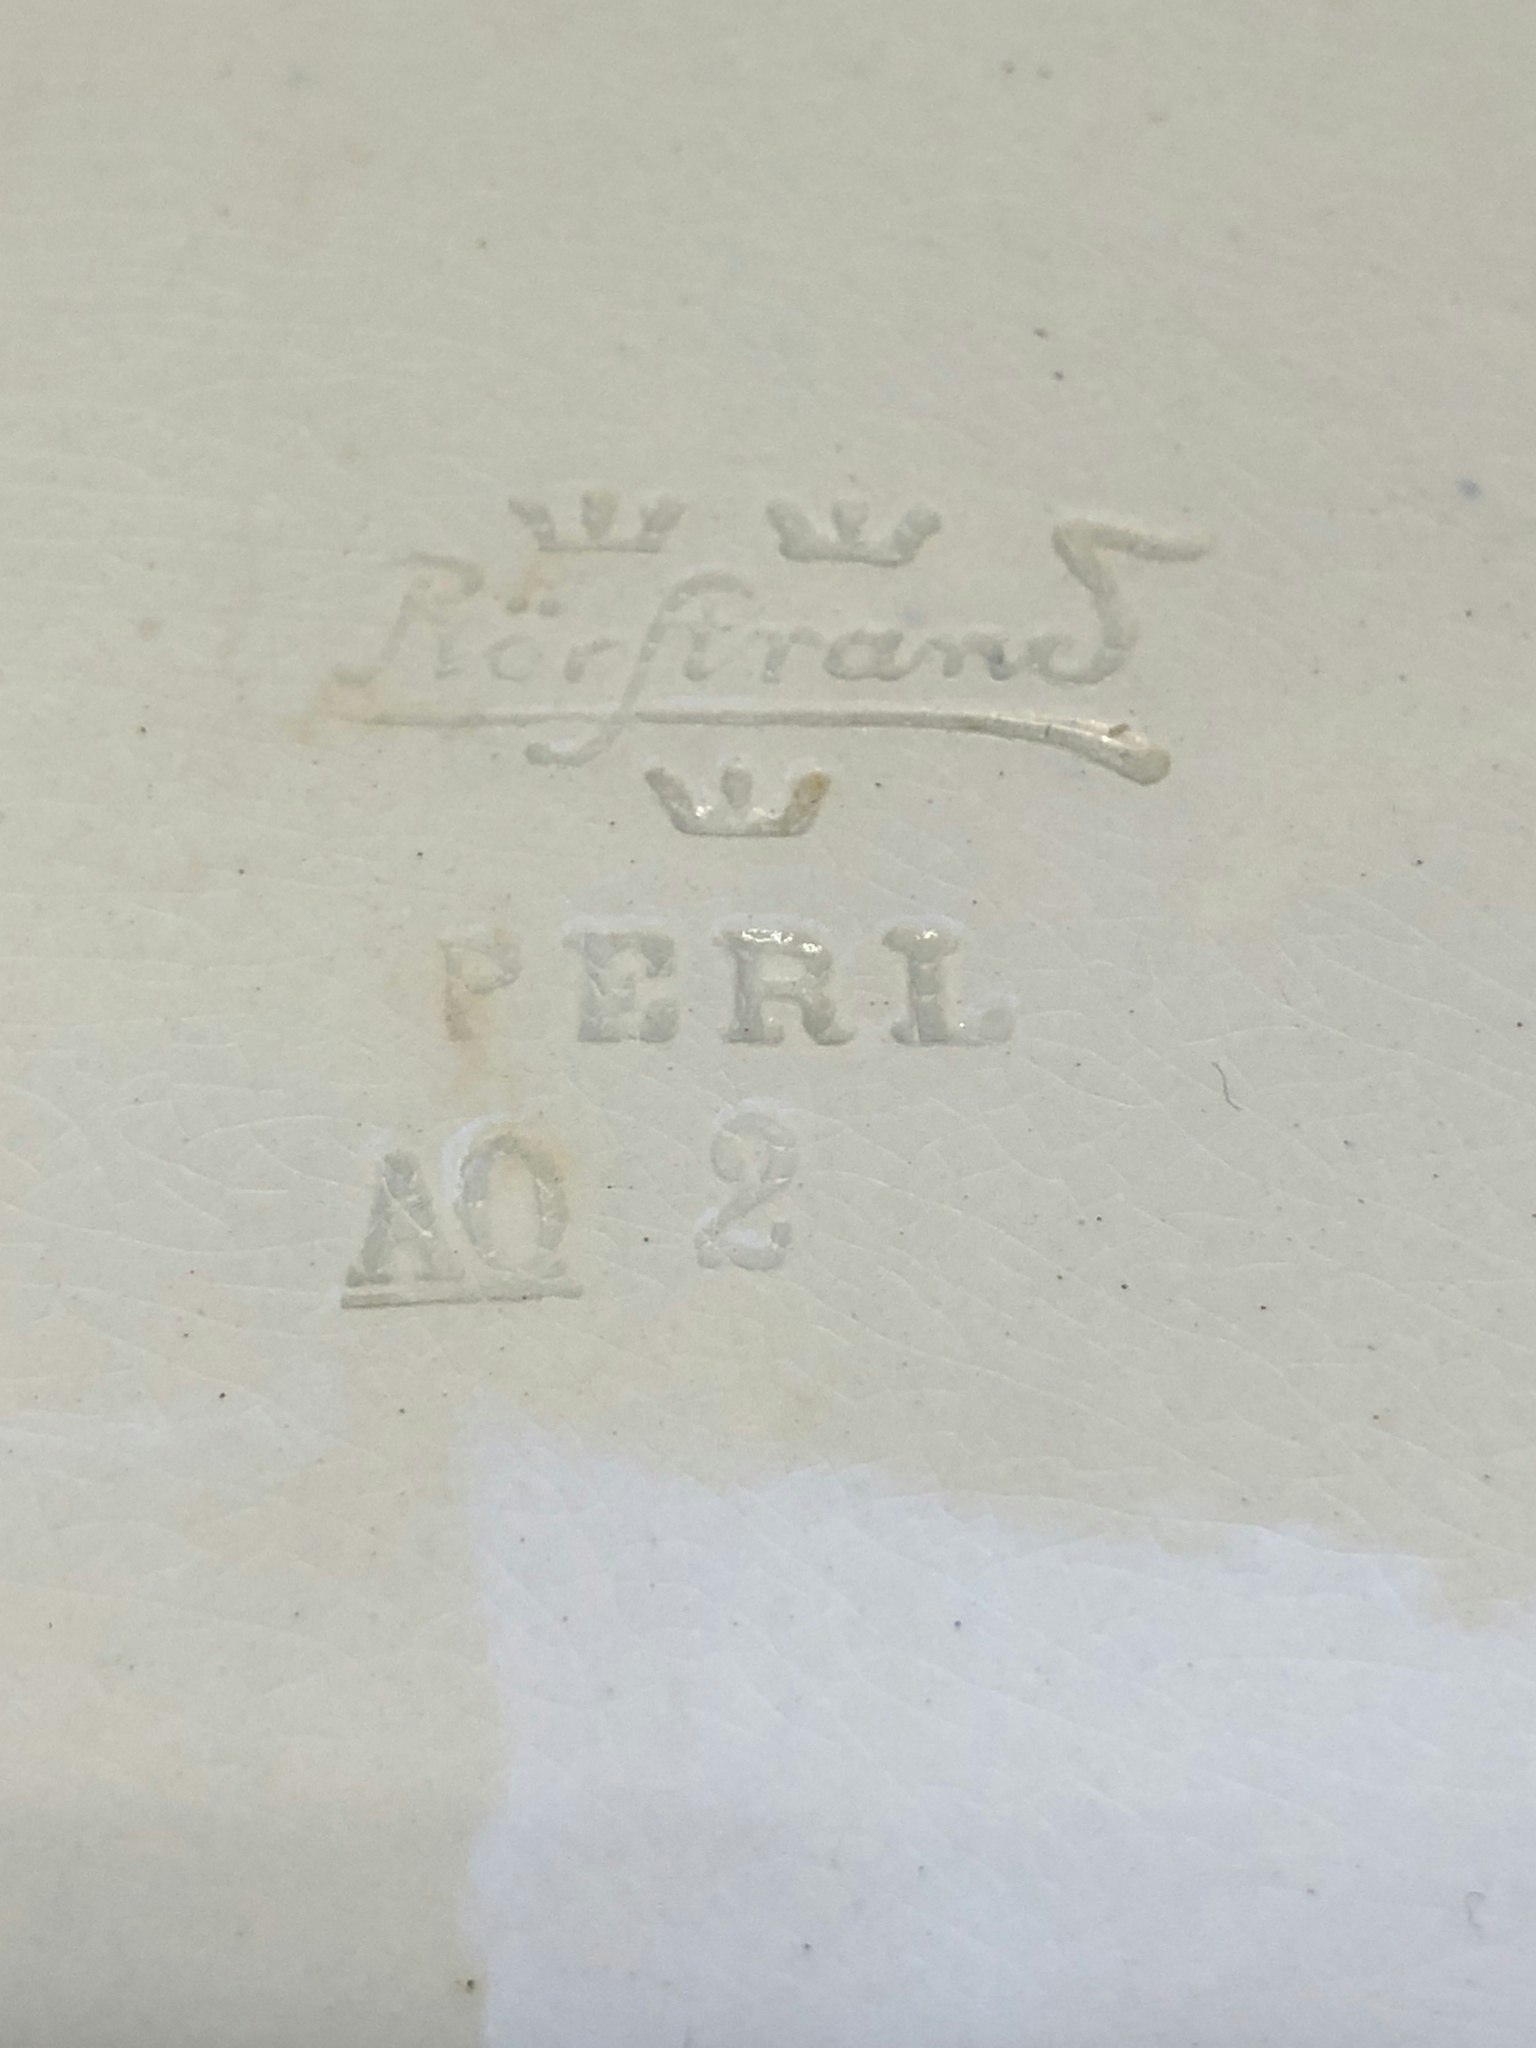 Rörstrand
PERL
AO 2